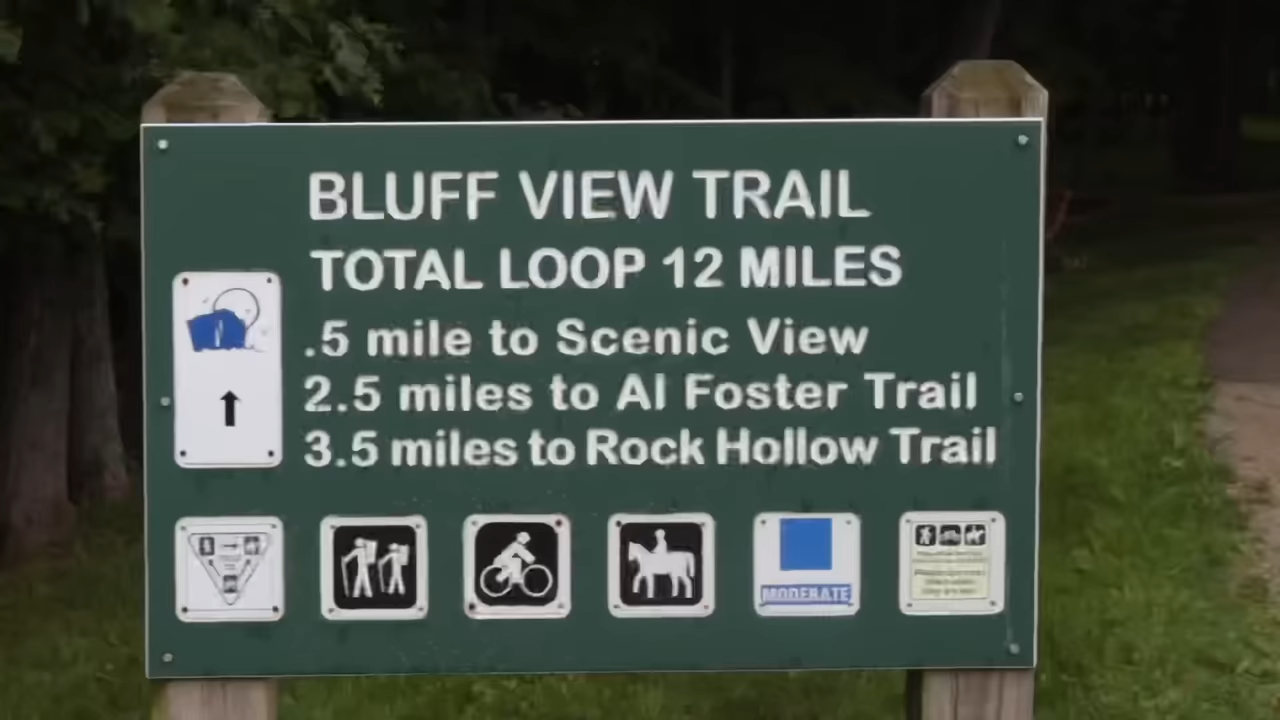 BLUFF VIEW TRAIL
TOTAL LOOP 12 MILES
.5 mile to Scenic View
2.5 miles to Al Foster Trail
3.5 miles to Rock Hollow Trail
MODERATE